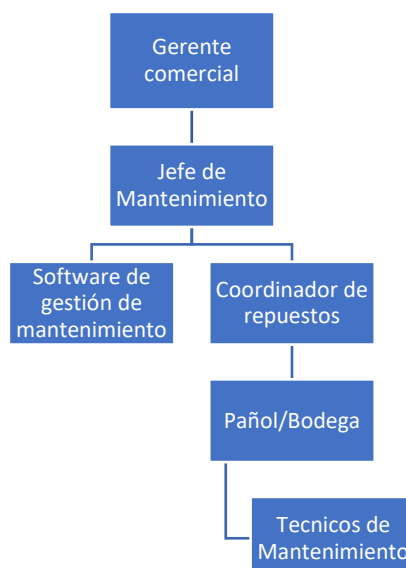 Gerente
comercial
Jefe de
Mantenimiento
Software de
gestión de
mantenimiento
Coordinador de
repuestos
Pañol/Bodega
Tecnicos de
Mantenimiento